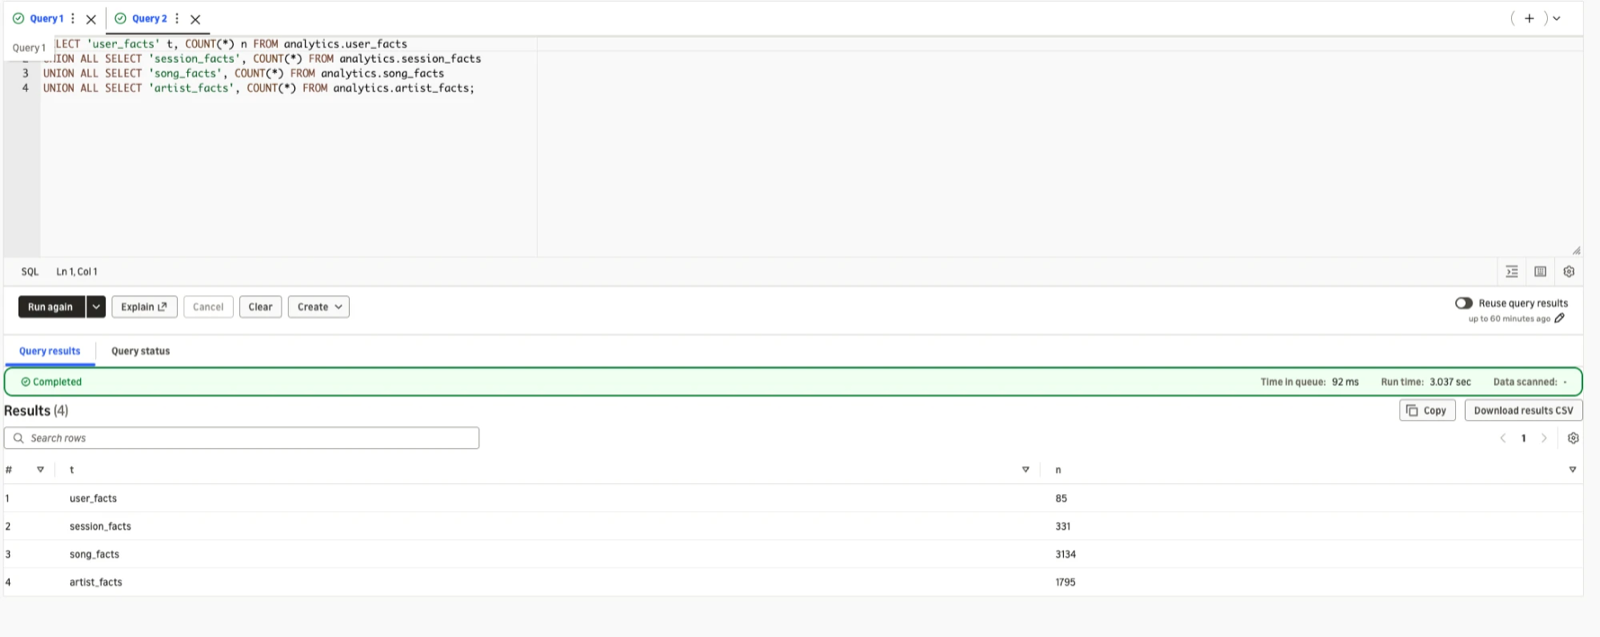 Query 1
Query 2
Query 1
LECT 'user_facts' t, COUNT(*) n FROM analytics.user_facts
UNION ALL SELECT 'session_facts', COUNT(*) FROM analytics.session_facts
3 UNION ALL SELECT 'song_facts', COUNT(*) FROM analytics.song_facts
4 UNION ALL SELECT 'artist_facts', COUNT(*) FROM analytics.artist_facts;
SQL Ln 1, Col 1
Run again Explain Cancel Clear Create
Reuse query results
up to 60 minutes ago
Query results Query status
Completed Time in queue: 92 ms Run time: 3.037 sec Data scanned: -
Results (4) Copy Download results CSV
Search rows 1
# t n
1 user_facts 85
2 session_facts 331
3 song_facts 3134
4 artist_facts 1795